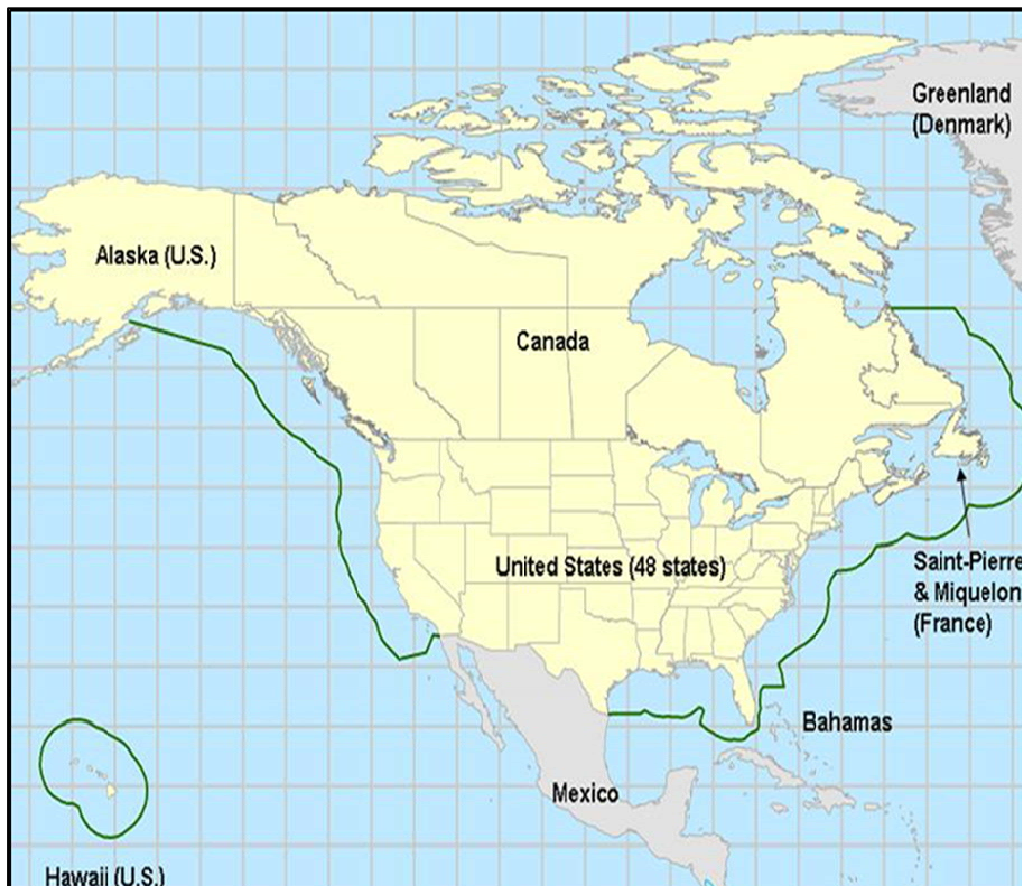 Greenland
(Denmark)
Alaska (U.S.)
Canada
United States (48 states)
Saint-Pierre
& Miquelon
(France)
Bahamas
Mexico
Hawaii (U.S.)